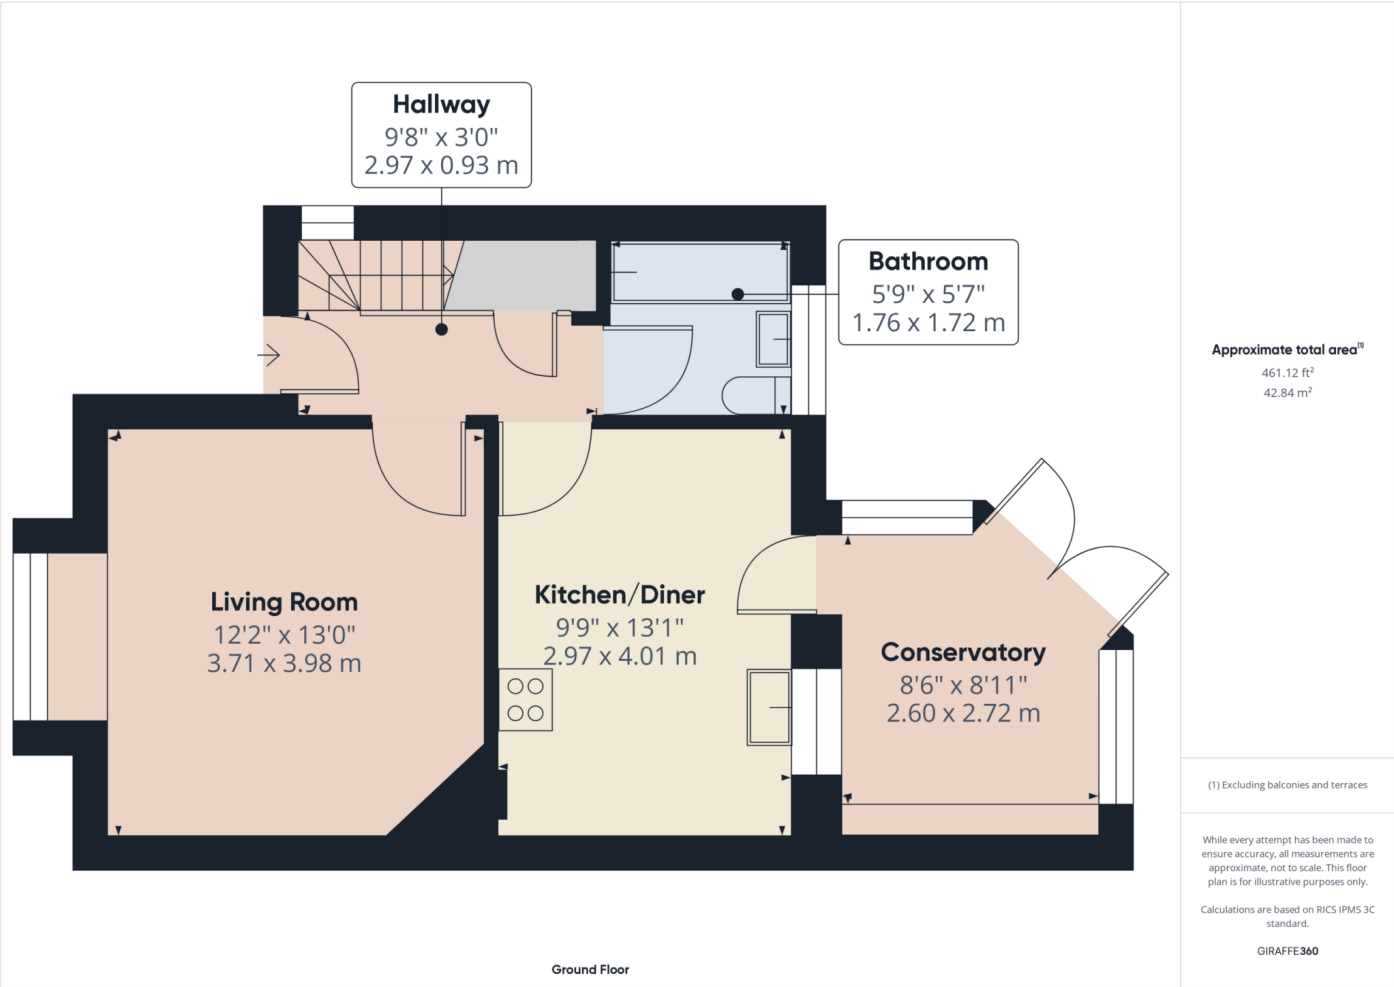 Hallway
9'8" x 3'0"
2.97 x 0.93 m
Bathroom
5'9" x 5'7"
1.76 x 1.72 m
Living Room
12'2" x 13'0"
3.71 x 3.98 m
Kitchen/Diner
9'9" x 13'1"
2.97 x 4.01 m
Conservatory
8'6" x 8'11"
2.60 x 2.72 m
Ground Floor
Approximate total area(1)
461.12 ft²
42.84 m²
(1) Excluding balconies and terraces
While every attempt has been made to
ensure accuracy, all measurements are
approximate, not to scale. This floor
plan is for illustrative purposes only.
Calculations are based on RICS IPMS 3C
standard.
GIRAFFE360